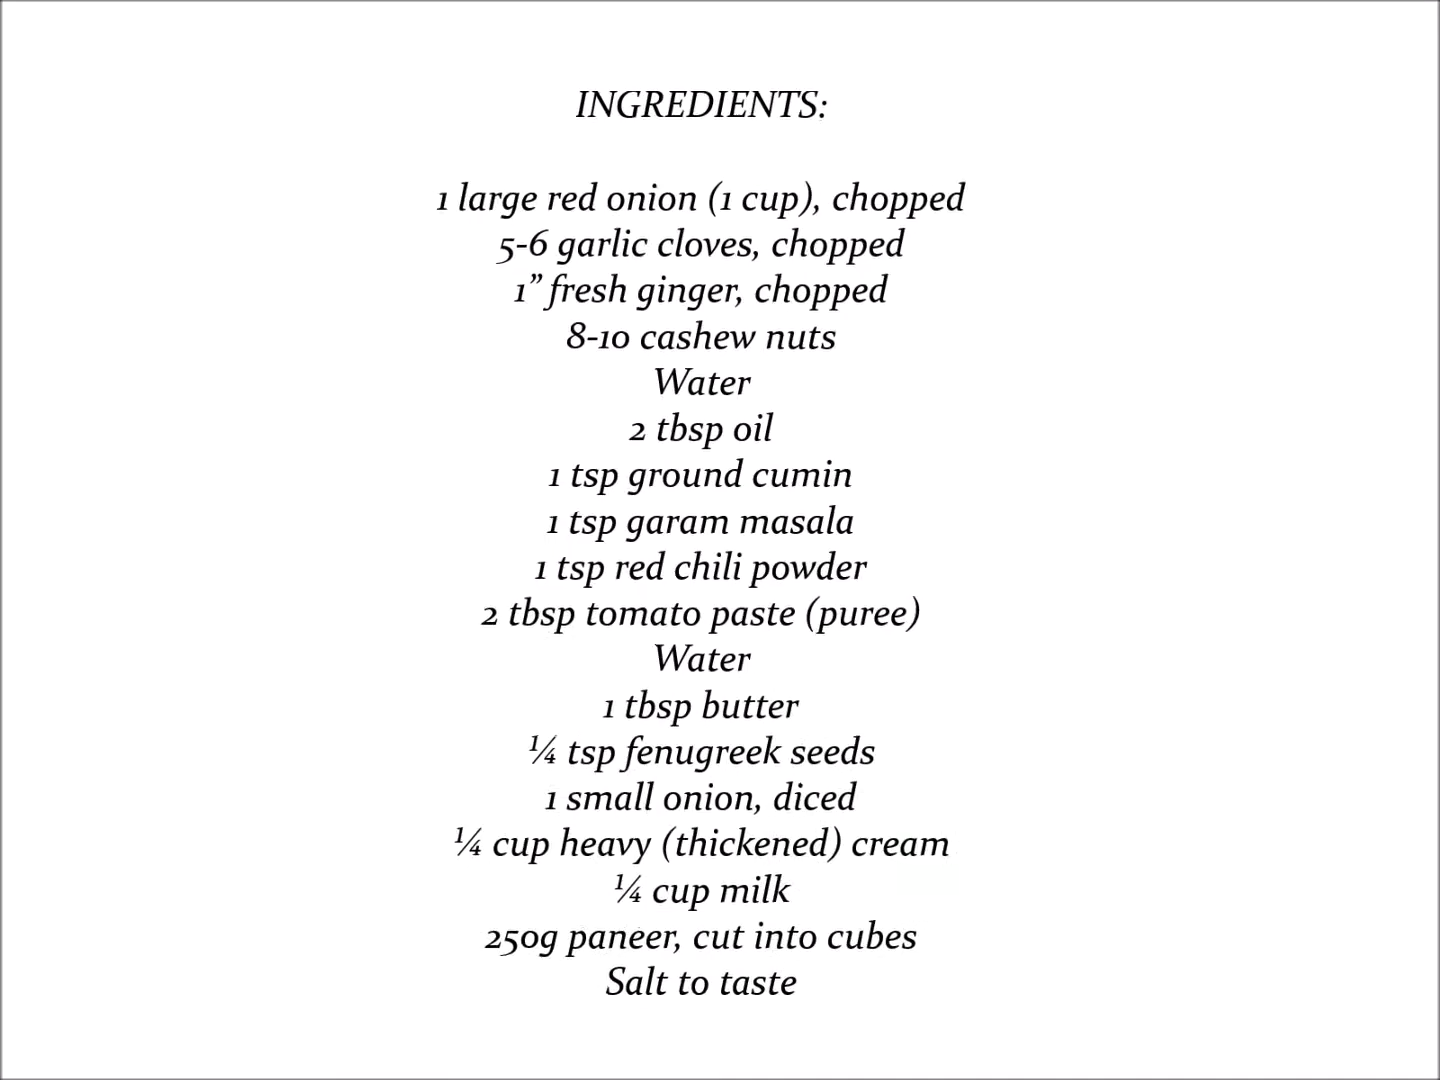 INGREDIENTS:
1 large red onion (1 cup), chopped
5-6 garlic cloves, chopped
1” fresh ginger, chopped
8-10 cashew nuts
Water
2 tbsp oil
1 tsp ground cumin
1 tsp garam masala
1 tsp red chili powder
2 tbsp tomato paste (puree)
Water
1 tbsp butter
¼ tsp fenugreek seeds
1 small onion, diced
¼ cup heavy (thickened) cream
¼ cup milk
250g paneer, cut into cubes
Salt to taste